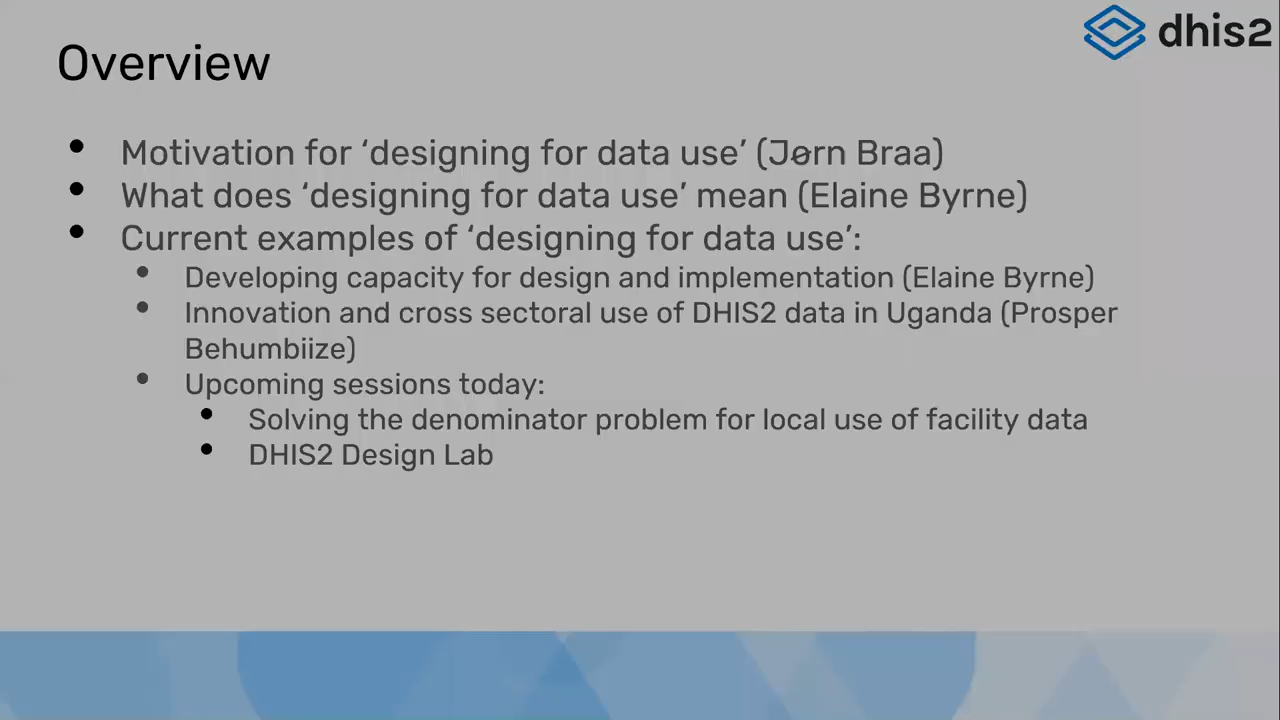 dhis2
Overview
• Motivation for ‘designing for data use’ (Jørn Braa)
• What does ‘designing for data use’ mean (Elaine Byrne)
• Current examples of ‘designing for data use’:
• Developing capacity for design and implementation (Elaine Byrne)
• Innovation and cross sectoral use of DHIS2 data in Uganda (Prosper
Behumbiize)
• Upcoming sessions today:
• Solving the denominator problem for local use of facility data
• DHIS2 Design Lab